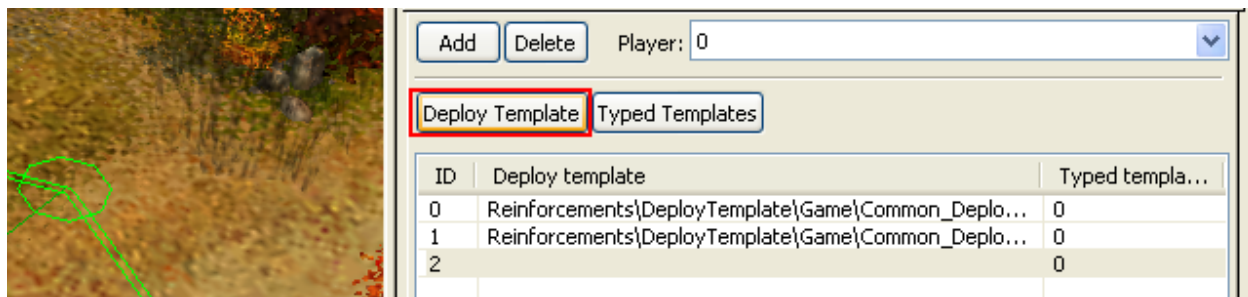 Add Delete Player: 0
Deploy Template Typed Templates
ID Deploy template Typed templa...
0 Reinforcements\DeployTemplate\Game\Common_Deplo... 0
1 Reinforcements\DeployTemplate\Game\Common_Deplo... 0
2 0